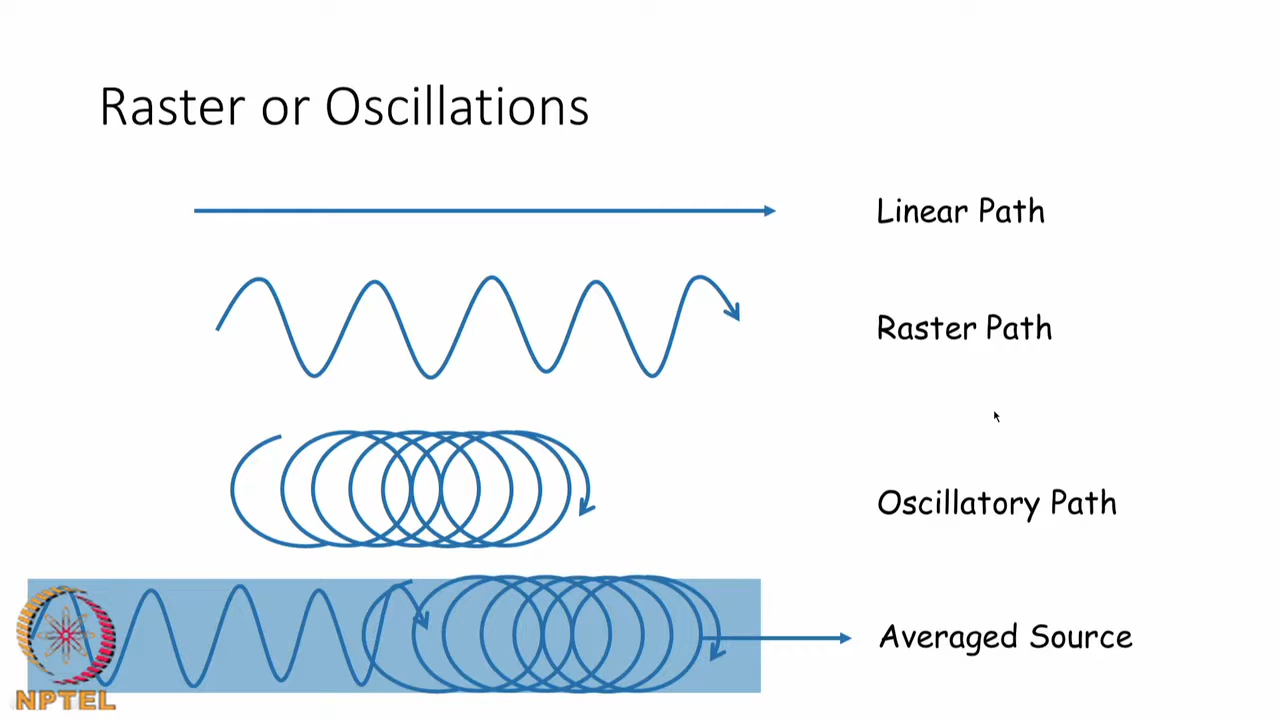 Raster or Oscillations
Linear Path
Raster Path
Oscillatory Path
Averaged Source
NPTEL